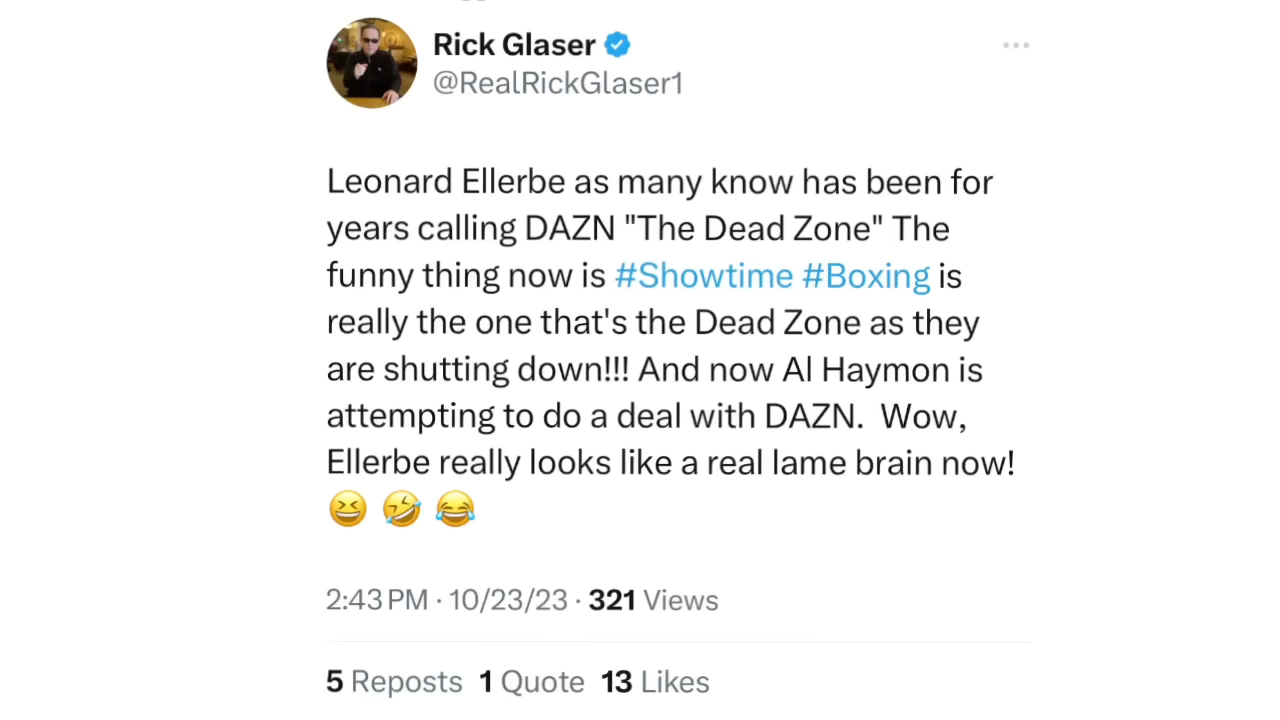 Rick Glaser
@RealRickGlaser1
Leonard Ellerbe as many know has been for
years calling DAZN "The Dead Zone" The
funny thing now is #Showtime #Boxing is
really the one that's the Dead Zone as they
are shutting down!!! And now Al Haymon is
attempting to do a deal with DAZN.  Wow,
Ellerbe really looks like a real lame brain now!
😆 🤣 😂
2:43 PM · 10/23/23 · 321 Views
5 Reposts 1 Quote 13 Likes